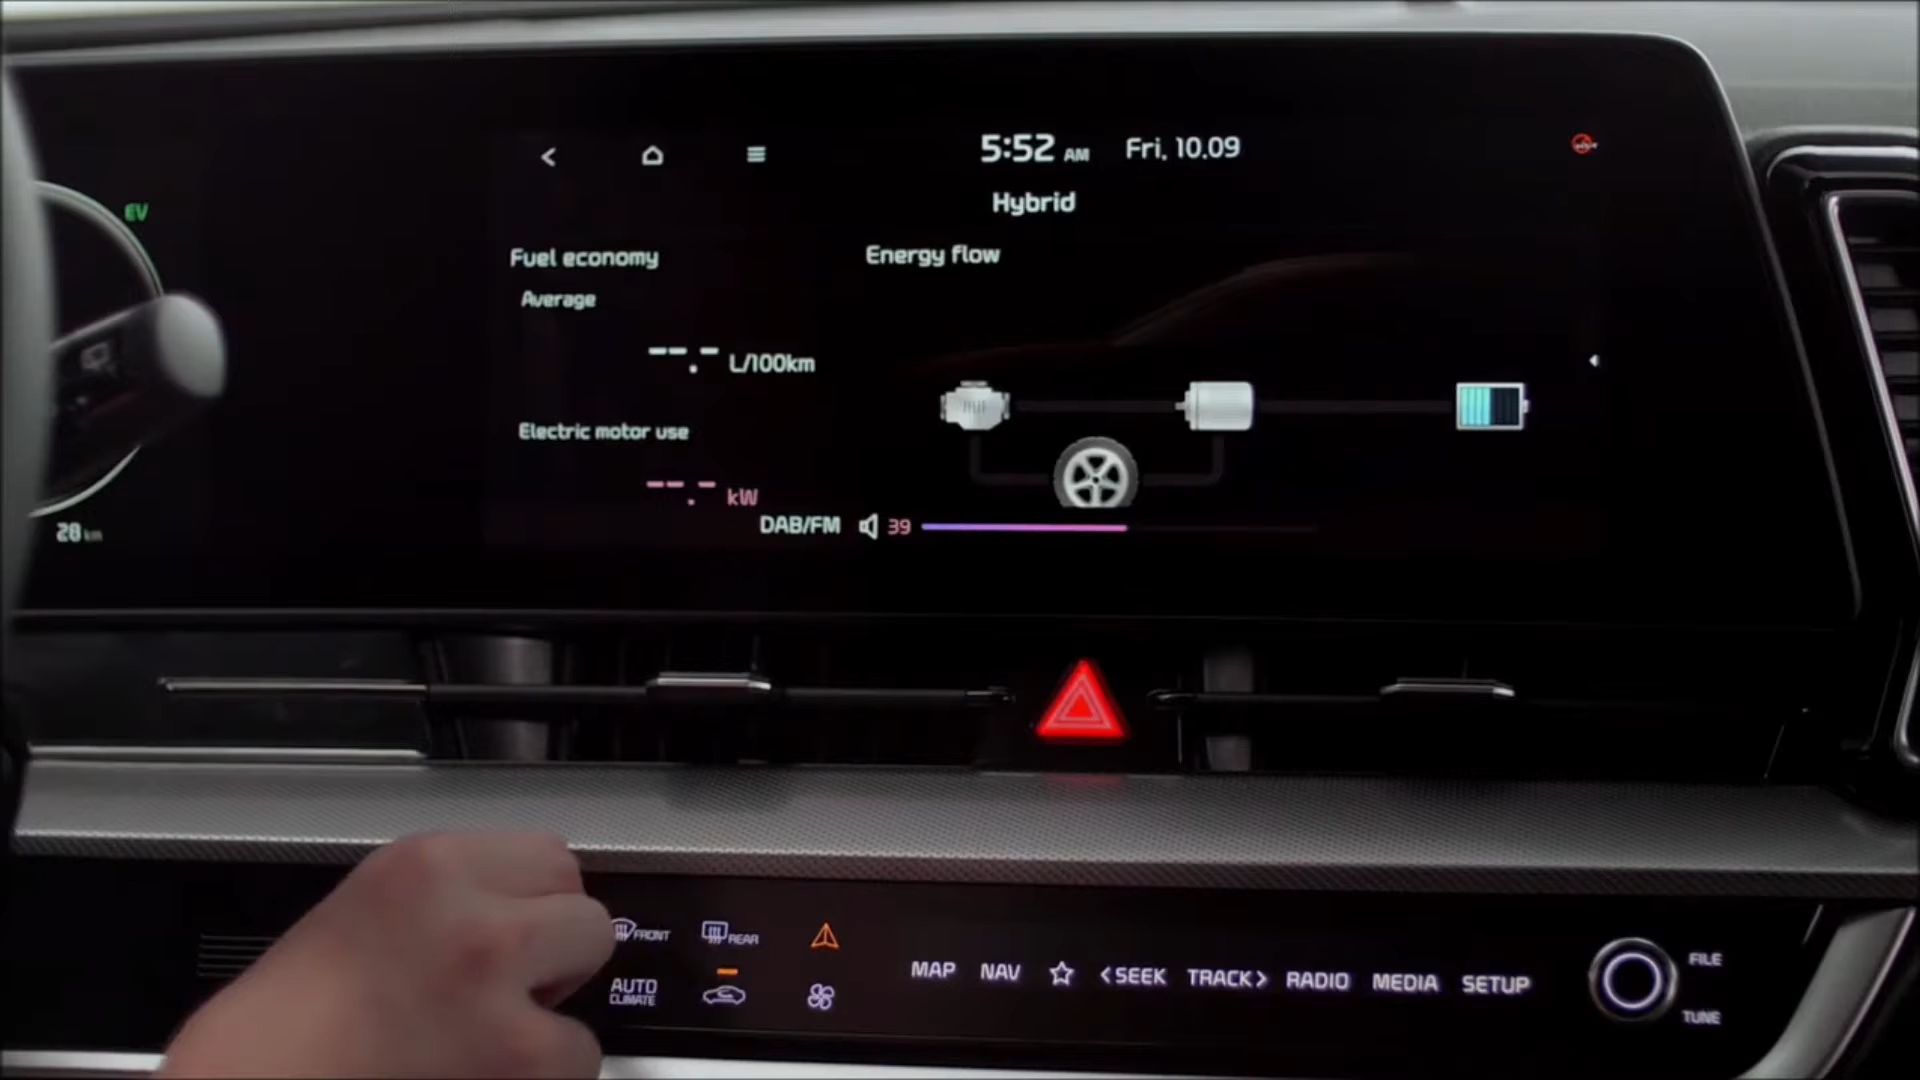 5:52 AM Fri. 10.09
Hybrid
EV
Fuel economy
Energy flow
Average
--.- L/100km
Electric motor use
--.- kW
DAB/FM 39
28 km
FRONT REAR
AUTO
CLIMATE
MAP NAV <SEEK TRACK> RADIO MEDIA SETUP
FILE
TUNE